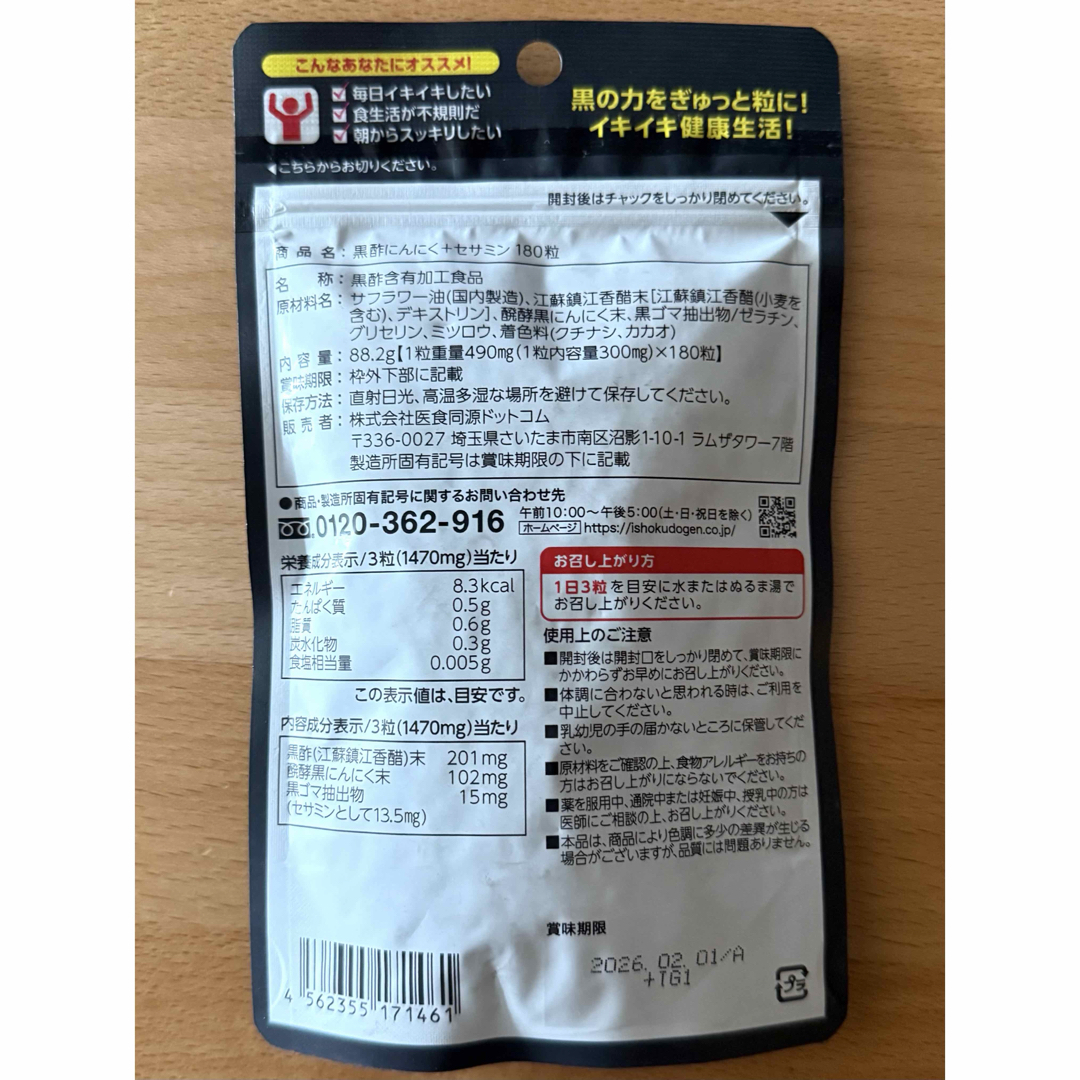 こんなあなたにオススメ!
毎日イキイキしたい
食生活が不規則だ
朝からスッキリしたい
黒の力をぎゅっと粒に!
イキイキ健康生活!
◀こちらからお切りください。
開封後はチャックをしっかり閉めてください。
商品名：黒酢にんにく＋セサミン 180粒
名称：黒酢含有加工食品
原材料名：サフラワー油(国内製造)、江蘇鎮江香醋末[江蘇鎮江香醋(小麦を
含む)、デキストリン]、醗酵黒にんにく末、黒ゴマ抽出物/ゼラチン、
グリセリン、ミツロウ、着色料(クチナシ、カカオ)
内容量：88.2g【1粒重量490mg(1粒内容量300mg)×180粒】
賞味期限：枠外下部に記載
保存方法：直射日光、高温多湿な場所を避けて保存してください。
販売者：株式会社医食同源ドットコム
〒336-0027 埼玉県さいたま市南区沼影1-10-1 ラムザタワー7階
製造所固有記号は賞味期限の下に記載
●商品・製造所固有記号に関するお問い合わせ先
0120-362-916
午前10:00〜午後5:00(土・日・祝日を除く)
ホームページ https://ishokudogen.co.jp/
栄養成分表示/3粒(1470mg)当たり
エネルギー 8.3kcal
たんぱく質 0.5g
脂質 0.6g
炭水化物 0.3g
食塩相当量 0.005g
この表示値は、目安です。
内容成分表示/3粒(1470mg)当たり
黒酢(江蘇鎮江香醋)末 201mg
醗酵黒にんにく末 102mg
黒ゴマ抽出物 15mg
(セサミンとして13.5mg)
お召し上がり方
1日3粒を目安に水またはぬるま湯で
お召し上がりください。
使用上のご注意
■開封後は開封口をしっかり閉めて、賞味期限に
かかわらずお早めにお召し上がりください。
■体調に合わないと思われる時は、ご利用を
中止してください。
■乳幼児の手の届かないところに保管してくだ
さい。
■原材料をご確認の上、食物アレルギーをお持ちの
方はお召し上がりにならないでください。
■薬を服用中、通院中または妊娠中、授乳中の方は
医師にご相談の上、お召し上がりください。
■本品は、商品により色調に多少の差異が生じる
場合がございますが、品質には問題ありません。
賞味期限
2026.02.01/A
+TG1
プラ
4 562355 171461